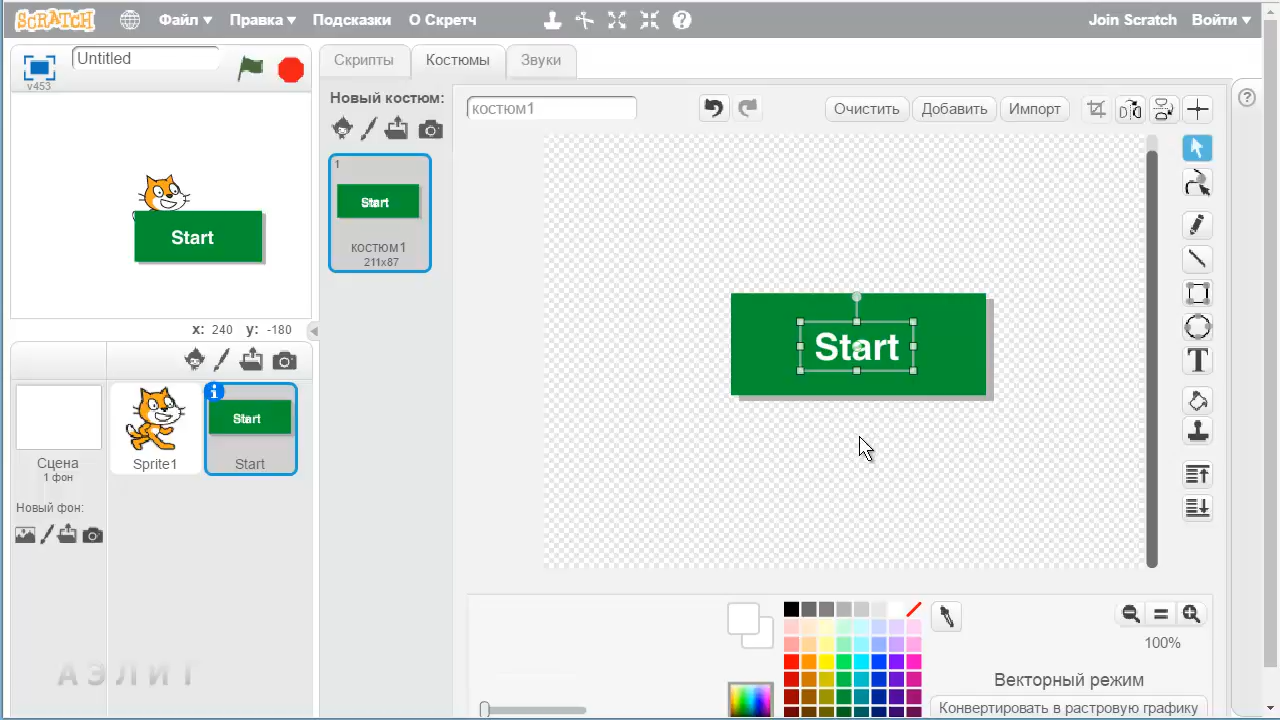 SCRATCH Файл Правка Подсказки О Скретч Join Scratch Войти
v453 Untitled Скрипты Костюмы Звуки
Новый костюм: костюм1 Очистить Добавить Импорт
1
Start
костюм1
211x87
Start
Start
x: 240 y: -180
Start
Сцена Sprite1 Start
1 фон
Новый фон:
100%
Векторный режим
Конвертировать в растровую графику
АЭЛИТ